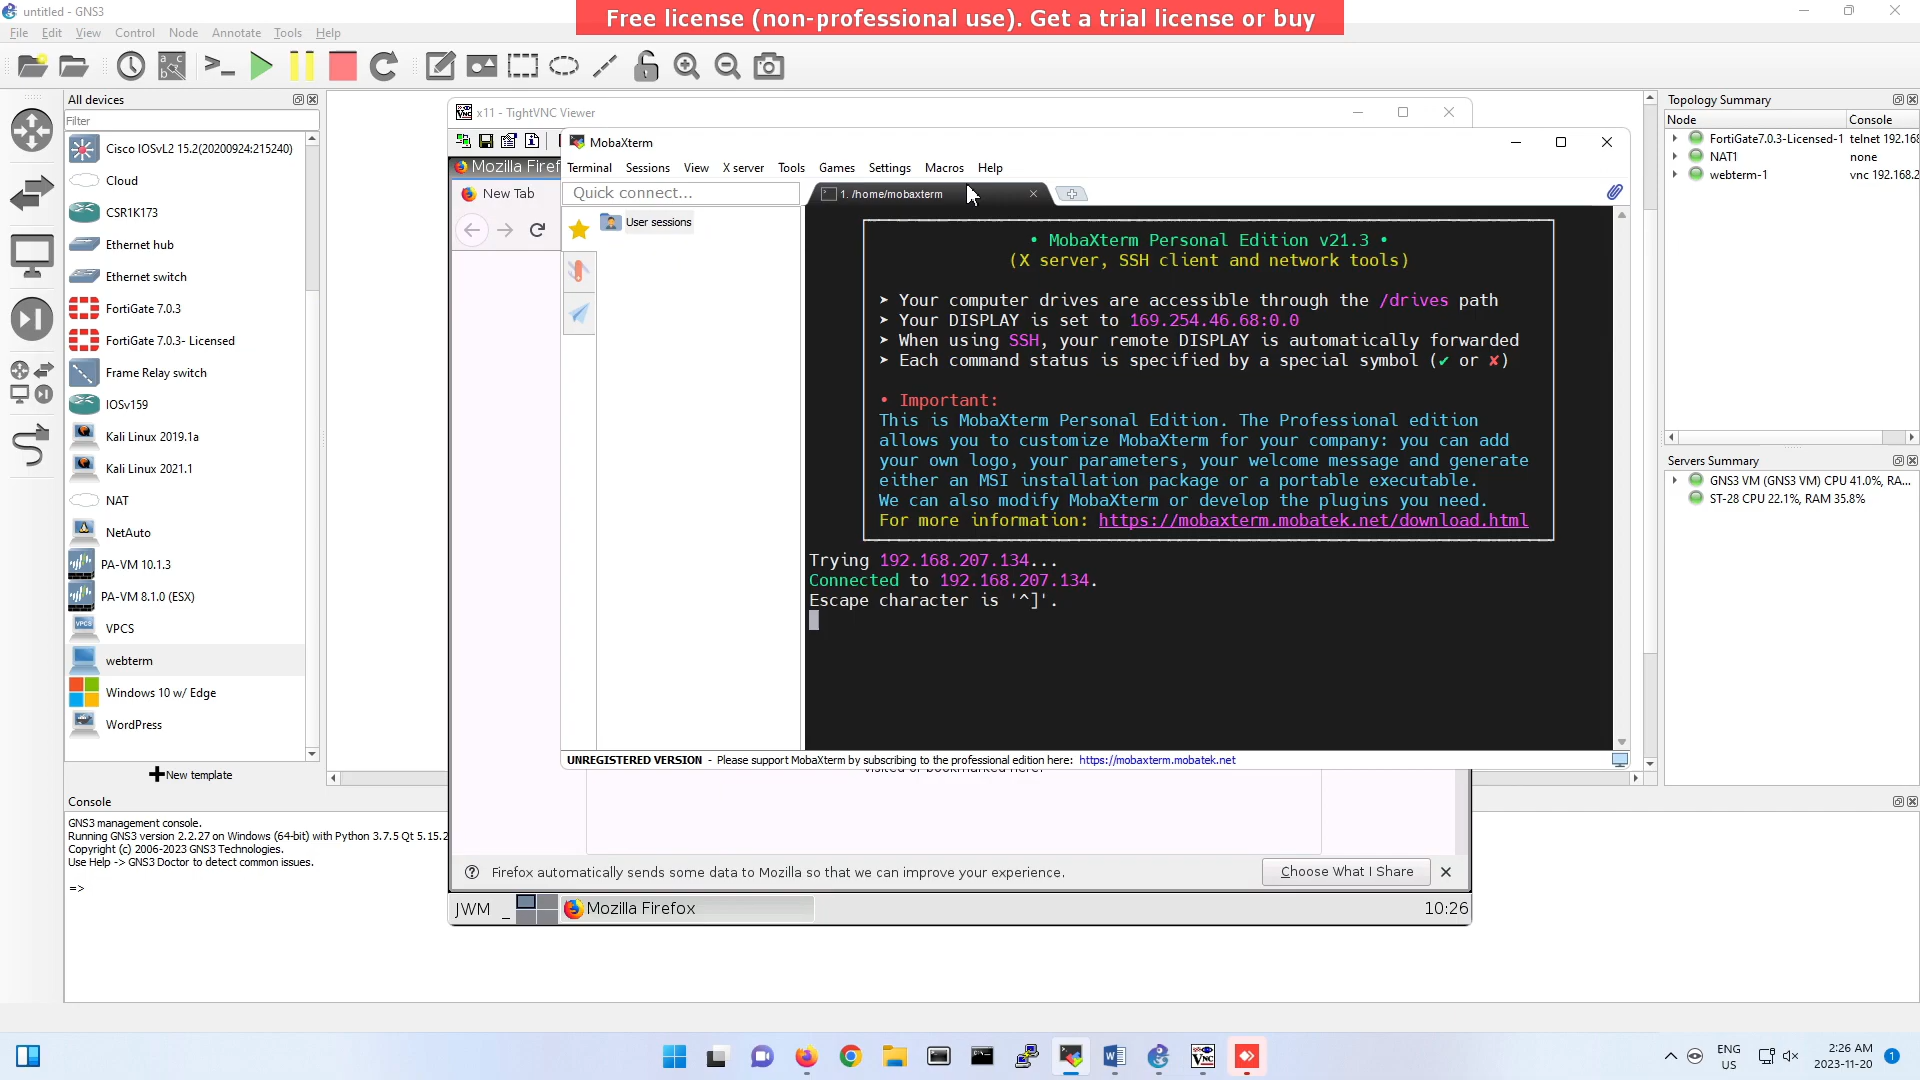 untitled - GNS3
Free license (non-professional use). Get a trial license or buy
File Edit View Control Node Annotate Tools Help
All devices
Filter
Cisco IOSvL2 15.2(20200924:215240)
Cloud
CSR1K173
Ethernet hub
Ethernet switch
FortiGate 7.0.3
FortiGate 7.0.3- Licensed
Frame Relay switch
IOSv159
Kali Linux 2019.1a
Kali Linux 2021.1
NAT
NetAuto
PA-VM 10.1.3
PA-VM 8.1.0 (ESX)
VPCS
webterm
Windows 10 w/ Edge
WordPress
New template
Console
GNS3 management console.
Running GNS3 version 2.2.27 on Windows (64-bit) with Python 3.7.5 Qt 5.15.2
Copyright (c) 2006-2023 GNS3 Technologies.
Use Help -> GNS3 Doctor to detect common issues.
=>
x11 - TightVNC Viewer
Mozilla Firef
New Tab
MobaXterm
Terminal Sessions View X server Tools Games Settings Macros Help
Quick connect...
1. /home/mobaxterm
User sessions
• MobaXterm Personal Edition v21.3 •
(X server, SSH client and network tools)
➤ Your computer drives are accessible through the /drives path
➤ Your DISPLAY is set to 169.254.46.68:0.0
➤ When using SSH, your remote DISPLAY is automatically forwarded
➤ Each command status is specified by a special symbol (✔ or ✘)
• Important:
This is MobaXterm Personal Edition. The Professional edition
allows you to customize MobaXterm for your company: you can add
your own logo, your parameters, your welcome message and generate
either an MSI installation package or a portable executable.
We can also modify MobaXterm or develop the plugins you need.
For more information: https://mobaxterm.mobatek.net/download.html
Trying 192.168.207.134...
Connected to 192.168.207.134.
Escape character is '^]'.
UNREGISTERED VERSION - Please support MobaXterm by subscribing to the professional edition here: https://mobaxterm.mobatek.net
visited or bookmarked here.
Firefox automatically sends some data to Mozilla so that we can improve your experience.
Choose What I Share
JWM
Mozilla Firefox
10:26
Topology Summary
Node Console
FortiGate7.0.3-Licensed-1 telnet 192.168
NAT1 none
webterm-1 vnc 192.168.2
Servers Summary
GNS3 VM (GNS3 VM) CPU 41.0%, RA...
ST-28 CPU 22.1%, RAM 35.8%
ENG
US
2:26 AM
2023-11-20
1